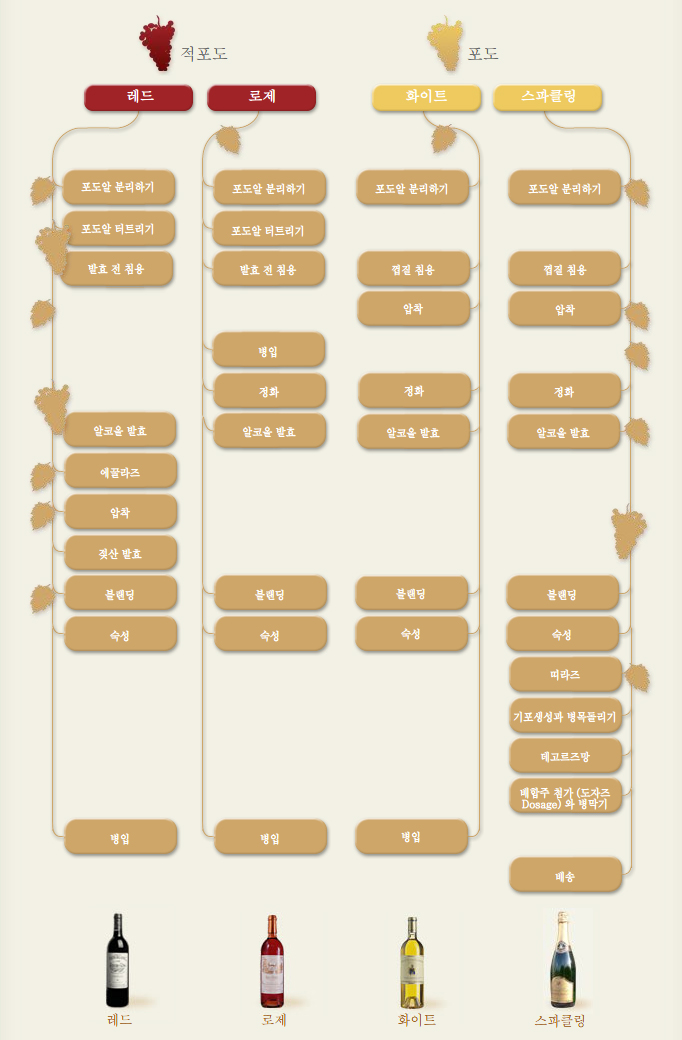 적포도
포도
레드
로제
화이트
스파클링
포도알 분리하기
포도알 터트리기
발효 전 침용
알코올 발효
에꿀라즈
압착
젖산 발효
블랜딩
숙성
병입
포도알 분리하기
포도알 터트리기
발효 전 침용
병입
정화
알코올 발효
블랜딩
숙성
병입
포도알 분리하기
껍질 침용
압착
정화
알코올 발효
블랜딩
숙성
병입
포도알 분리하기
껍질 침용
압착
정화
알코올 발효
블랜딩
숙성
띠라즈
기포생성과 병목돌리기
데고르즈망
배합주 첨가 (도자즈
Dosage) 와 병막기
배송
레드
로제
화이트
스파클링